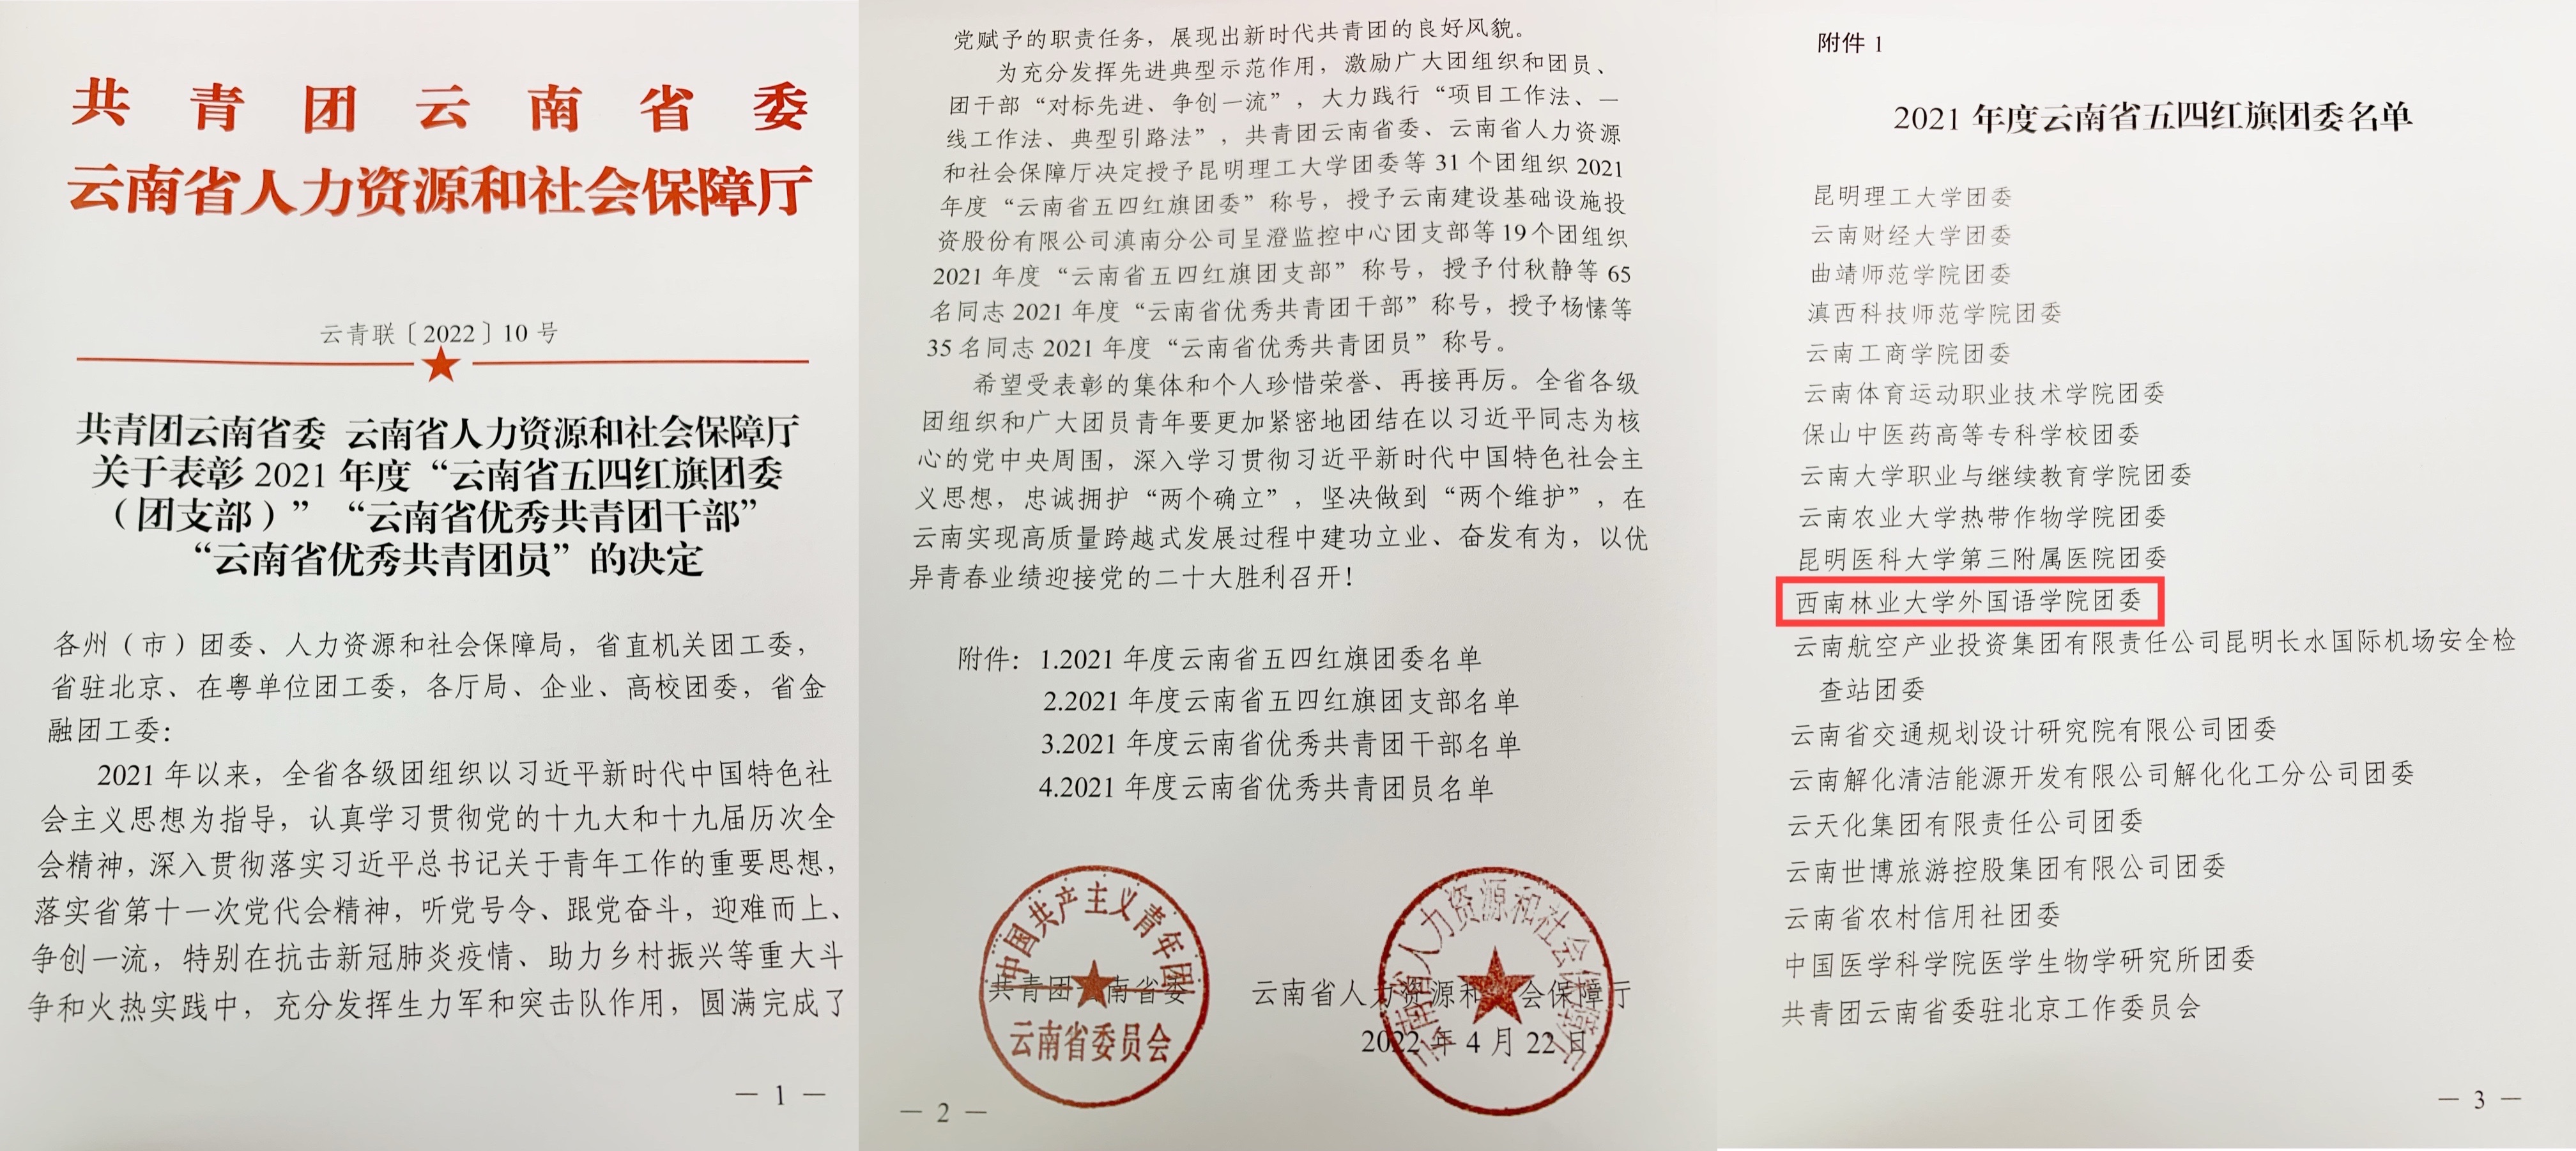 共青团云南省委
云南省人力资源和社会保障厅
云青联〔2022〕10 号
共青团云南省委 云南省人力资源和社会保障厅
关于表彰 2021 年度“云南省五四红旗团委
（团支部）”“云南省优秀共青团干部”
“云南省优秀共青团员”的决定
各州（市）团委、人力资源和社会保障局，省直机关团工委，
省驻北京、在粤单位团工委，各厅局、企业、高校团委，省金
融团工委：
2021 年以来，全省各级团组织以习近平新时代中国特色社
会主义思想为指导，认真学习贯彻党的十九大和十九届历次全
会精神，深入贯彻落实习近平总书记关于青年工作的重要思想，
落实省第十一次党代会精神，听党号令、跟党奋斗，迎难而上、
争创一流，特别在抗击新冠肺炎疫情、助力乡村振兴等重大斗
争和火热实践中，充分发挥生力军和突击队作用，圆满完成了
— 1 —
党赋予的职责任务，展现出新时代共青团的良好风貌。
为充分发挥先进典型示范作用，激励广大团组织和团员、
团干部“对标先进、争创一流”，大力践行“项目工作法、一
线工作法、典型引路法”，共青团云南省委、云南省人力资源
和社会保障厅决定授予昆明理工大学团委等 31 个团组织 2021
年度“云南省五四红旗团委”称号，授予云南建设基础设施投
资股份有限公司滇南分公司呈澄监控中心团支部等 19 个团组织
2021 年度“云南省五四红旗团支部”称号，授予付秋静等 65
名同志 2021 年度“云南省优秀共青团干部”称号，授予杨愫等
35 名同志 2021 年度“云南省优秀共青团员”称号。
希望受表彰的集体和个人珍惜荣誉、再接再厉。全省各级
团组织和广大团员青年要更加紧密地团结在以习近平同志为核
心的党中央周围，深入学习贯彻习近平新时代中国特色社会主
义思想，忠诚拥护“两个确立”，坚决做到“两个维护”，在
云南实现高质量跨越式发展过程中建功立业、奋发有为，以优
异青春业绩迎接党的二十大胜利召开！
附件：1.2021 年度云南省五四红旗团委名单
2.2021 年度云南省五四红旗团支部名单
3.2021 年度云南省优秀共青团干部名单
4.2021 年度云南省优秀共青团员名单
中国共产主义青年团
云南省委员会
云南省人力资源和社会保障厅
共青团云南省委 云南省人力资源和社会保障厅
2022 年 4 月 22 日
— 2 —
附件 1
2021 年度云南省五四红旗团委名单
昆明理工大学团委
云南财经大学团委
曲靖师范学院团委
滇西科技师范学院团委
云南工商学院团委
云南体育运动职业技术学院团委
保山中医药高等专科学校团委
云南大学职业与继续教育学院团委
云南农业大学热带作物学院团委
昆明医科大学第三附属医院团委
西南林业大学外国语学院团委
云南航空产业投资集团有限责任公司昆明长水国际机场安全检
查站团委
云南省交通规划设计研究院有限公司团委
云南解化清洁能源开发有限公司解化化工分公司团委
云天化集团有限责任公司团委
云南世博旅游控股集团有限公司团委
云南省农村信用社团委
中国医学科学院医学生物学研究所团委
共青团云南省委驻北京工作委员会
— 3 —